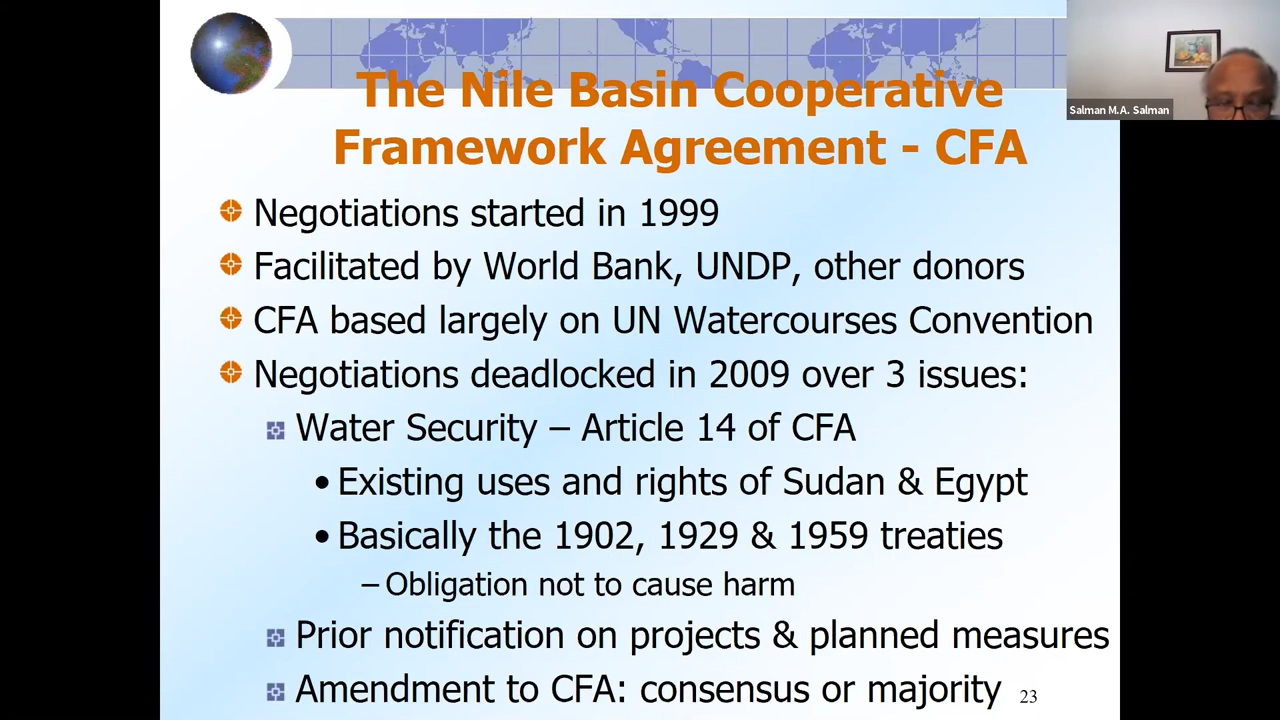 Salman M.A. Salman
The Nile Basin Cooperative
Framework Agreement - CFA
Negotiations started in 1999
Facilitated by World Bank, UNDP, other donors
CFA based largely on UN Watercourses Convention
Negotiations deadlocked in 2009 over 3 issues:
Water Security – Article 14 of CFA
• Existing uses and rights of Sudan & Egypt
• Basically the 1902, 1929 & 1959 treaties
– Obligation not to cause harm
Prior notification on projects & planned measures
Amendment to CFA: consensus or majority
23